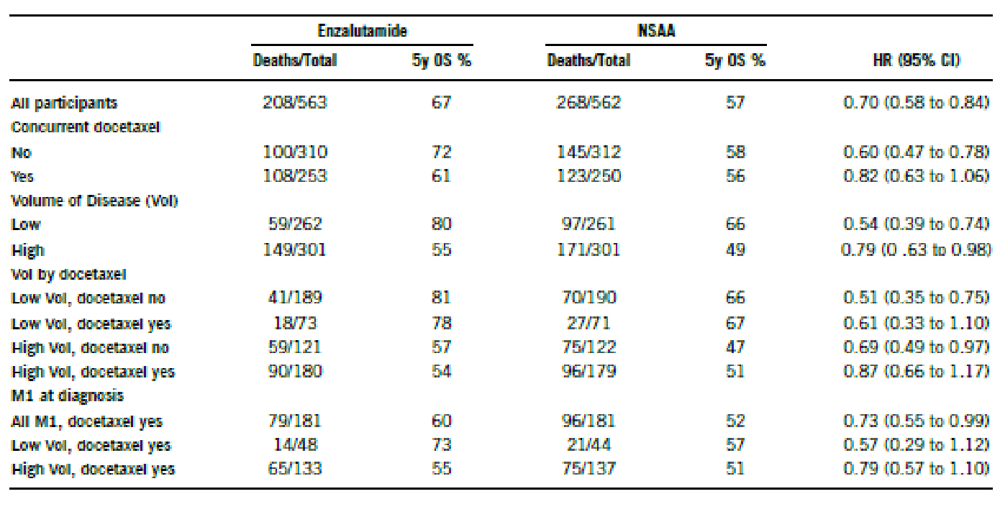 Enzalutamide NSAA
Deaths/Total 5y OS % Deaths/Total 5y OS % HR (95% CI)
All participants 208/563 67 268/562 57 0.70 (0.58 to 0.84)
Concurrent docetaxel
No 100/310 72 145/312 58 0.60 (0.47 to 0.78)
Yes 108/253 61 123/250 56 0.82 (0.63 to 1.06)
Volume of Disease (Vol)
Low 59/262 80 97/261 66 0.54 (0.39 to 0.74)
High 149/301 55 171/301 49 0.79 (0 .63 to 0.98)
Vol by docetaxel
Low Vol, docetaxel no 41/189 81 70/190 66 0.51 (0.35 to 0.75)
Low Vol, docetaxel yes 18/73 78 27/71 67 0.61 (0.33 to 1.10)
High Vol, docetaxel no 59/121 57 75/122 47 0.69 (0.49 to 0.97)
High Vol, docetaxel yes 90/180 54 96/179 51 0.87 (0.66 to 1.17)
M1 at diagnosis
All M1, docetaxel yes 79/181 60 96/181 52 0.73 (0.55 to 0.99)
Low Vol, docetaxel yes 14/48 73 21/44 57 0.57 (0.29 to 1.12)
High Vol, docetaxel yes 65/133 55 75/137 51 0.79 (0.57 to 1.10)